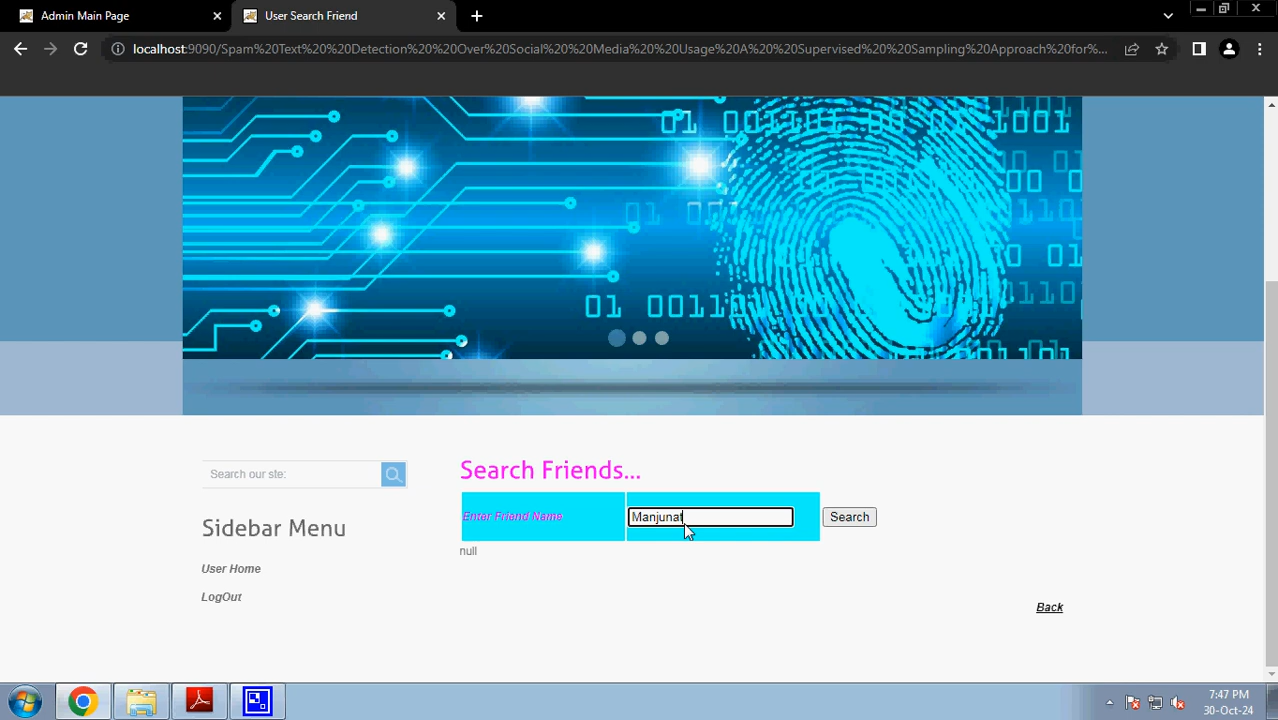 Admin Main Page
User Search Friend
localhost:9090/Spam%20Text%20%20Detection%20%20Over%20Social%20%20Media%20%20Usage%20A%20%20Supervised%20%20Sampling%20Approach%20for%...
Search our ste:
Sidebar Menu
User Home
LogOut
Search Friends...
Enter Friend Name
Manjunat
Search
null
Back
7:47 PM
30-Oct-24